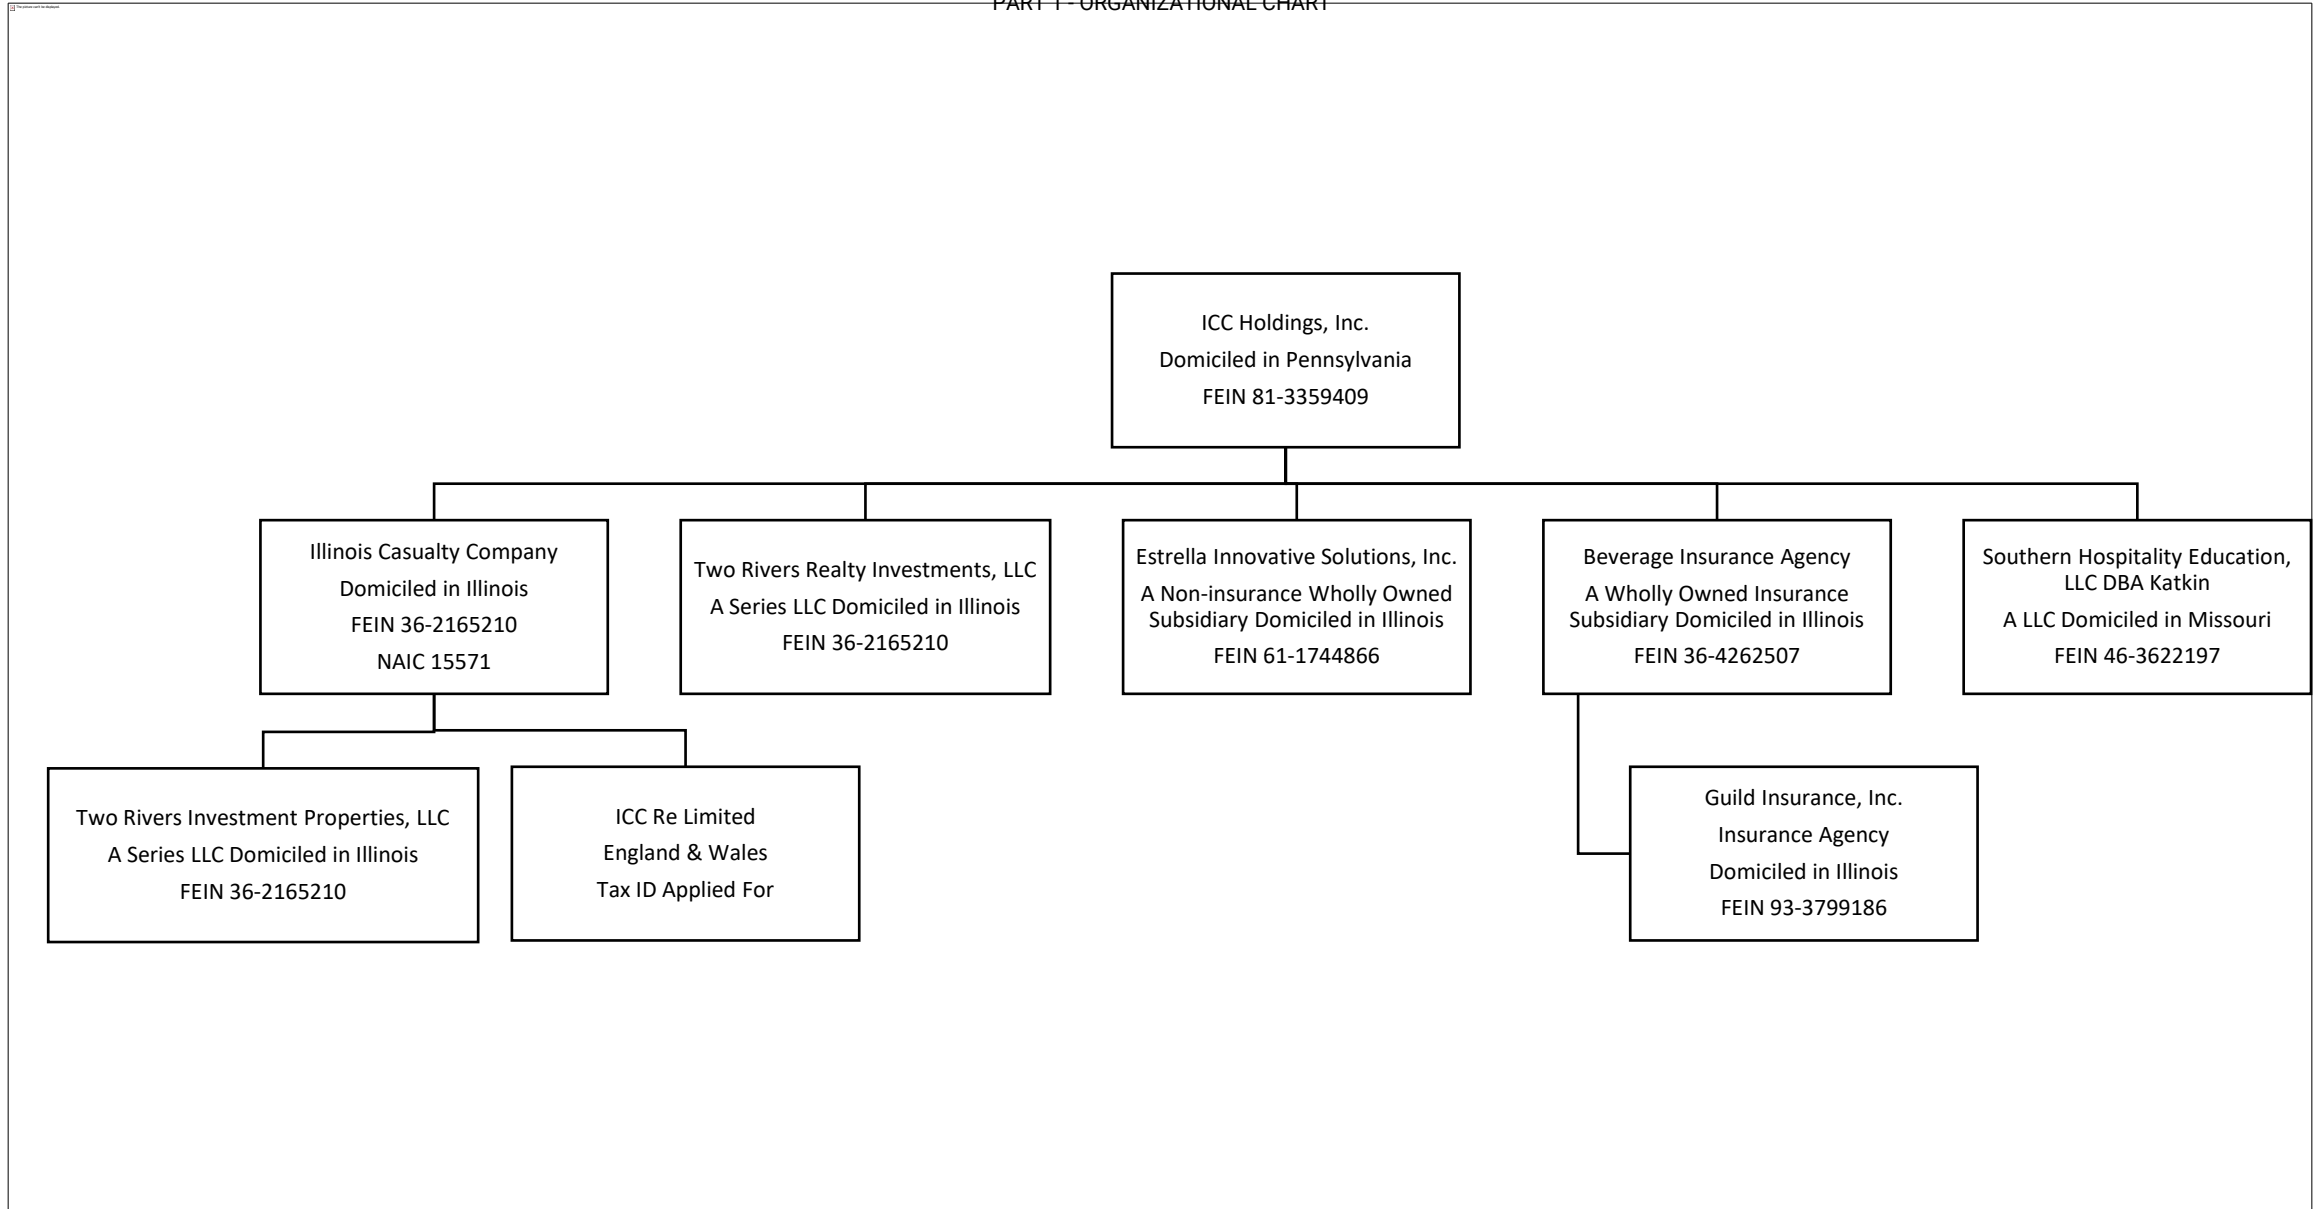 PART 1 - ORGANIZATIONAL CHART
ICC Holdings, Inc.
Domiciled in Pennsylvania
FEIN 81-3359409
Illinois Casualty Company
Domiciled in Illinois
FEIN 36-2165210
NAIC 15571
Two Rivers Realty Investments, LLC
A Series LLC Domiciled in Illinois
FEIN 36-2165210
Estrella Innovative Solutions, Inc.
A Non-insurance Wholly Owned
Subsidiary Domiciled in Illinois
FEIN 61-1744866
Beverage Insurance Agency
A Wholly Owned Insurance
Subsidiary Domiciled in Illinois
FEIN 36-4262507
Southern Hospitality Education,
LLC DBA Katkin
A LLC Domiciled in Missouri
FEIN 46-3622197
Two Rivers Investment Properties, LLC
A Series LLC Domiciled in Illinois
FEIN 36-2165210
ICC Re Limited
England & Wales
Tax ID Applied For
Guild Insurance, Inc.
Insurance Agency
Domiciled in Illinois
FEIN 93-3799186